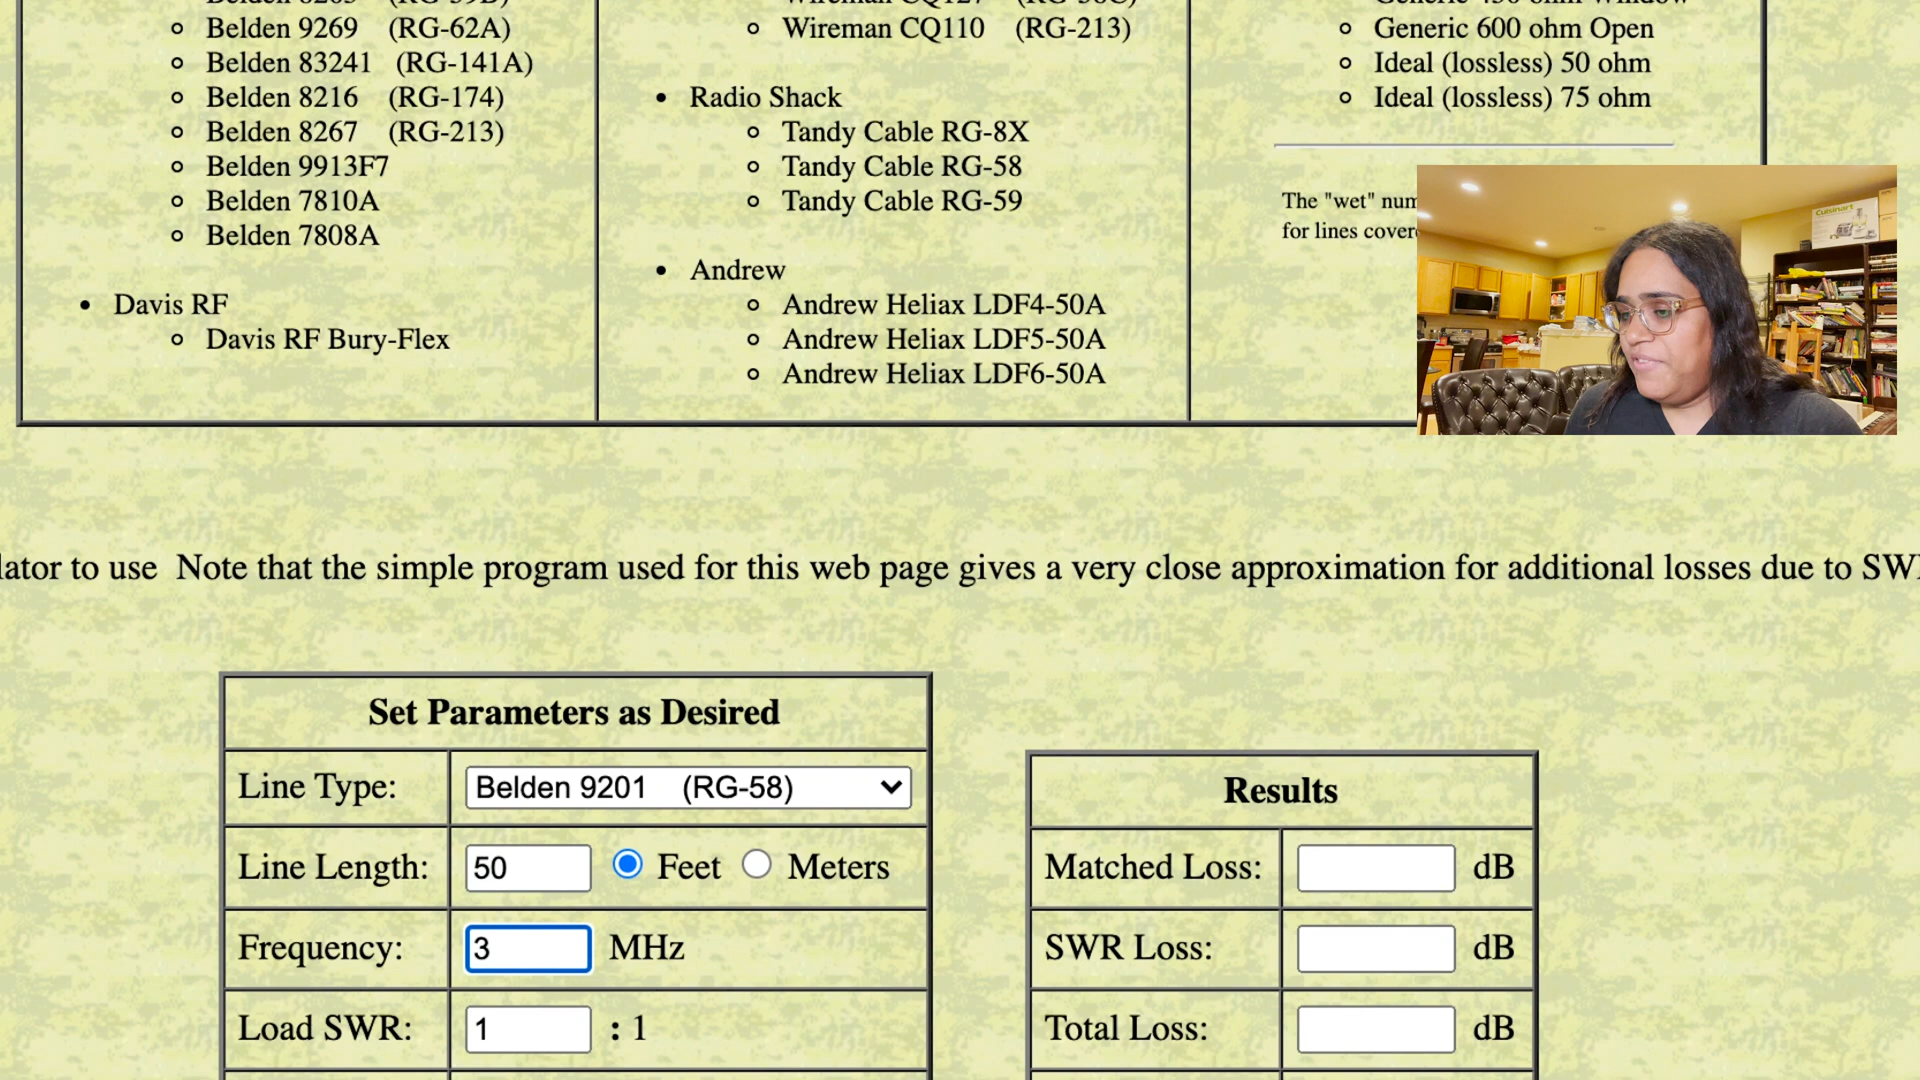 Belden 9269 (RG-62A)
Belden 83241 (RG-141A)
Belden 8216 (RG-174)
Belden 8267 (RG-213)
Belden 9913F7
Belden 7810A
Belden 7808A
Davis RF
Davis RF Bury-Flex
Wireman CQ110 (RG-213)
Radio Shack
Tandy Cable RG-8X
Tandy Cable RG-58
Tandy Cable RG-59
Andrew
Andrew Heliax LDF4-50A
Andrew Heliax LDF5-50A
Andrew Heliax LDF6-50A
Generic 600 ohm Open
Ideal (lossless) 50 ohm
Ideal (lossless) 75 ohm
The "wet" num
for lines cover
Cuisinart
lator to use Note that the simple program used for this web page gives a very close approximation for additional losses due to SW
Set Parameters as Desired
Line Type: Belden 9201 (RG-58)
Line Length: 50 Feet Meters
Frequency: 3 MHz
Load SWR: 1 : 1
Results
Matched Loss: dB
SWR Loss: dB
Total Loss: dB